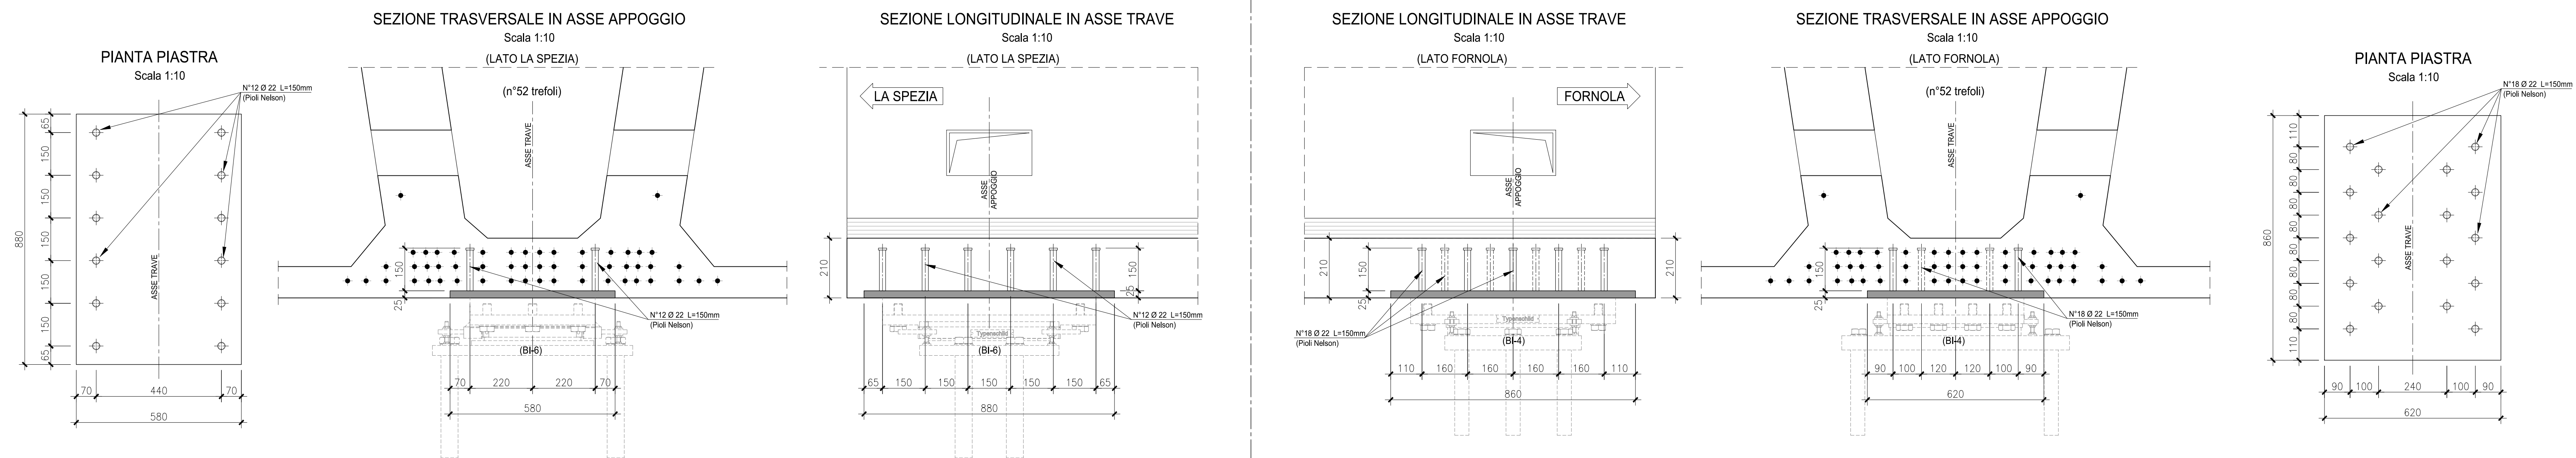 PIANTA PIASTRA
Scala 1:10
N°12 Ø 22 L=150mm
(Pioli Nelson)
ASSE TRAVE
65
150
150
150
150
150
65
880
70
440
70
580
SEZIONE TRASVERSALE IN ASSE APPOGGIO
Scala 1:10
(LATO LA SPEZIA)
(n°52 trefoli)
ASSE TRAVE
150
25
N°12 Ø 22 L=150mm
(Pioli Nelson)
(BI-6)
70
220
220
70
580
SEZIONE LONGITUDINALE IN ASSE TRAVE
Scala 1:10
(LATO LA SPEZIA)
LA SPEZIA
ASSE
APPOGGIO
210
150
25
N°12 Ø 22 L=150mm
(Pioli Nelson)
Typenschild
(BI-6)
65
150
150
150
150
150
65
880
SEZIONE LONGITUDINALE IN ASSE TRAVE
Scala 1:10
(LATO FORNOLA)
FORNOLA
ASSE
APPOGGIO
210
150
25
210
N°18 Ø 22 L=150mm
(Pioli Nelson)
Typenschild
(BI-4)
110
160
160
160
160
110
860
SEZIONE TRASVERSALE IN ASSE APPOGGIO
Scala 1:10
(LATO FORNOLA)
(n°52 trefoli)
ASSE TRAVE
150
25
N°18 Ø 22 L=150mm
(Pioli Nelson)
(BI-4)
90
100
120
120
100
90
620
PIANTA PIASTRA
Scala 1:10
N°18 Ø 22 L=150mm
(Pioli Nelson)
ASSE TRAVE
110
80
80
80
80
80
80
80
80
110
860
90
100
240
100
90
620